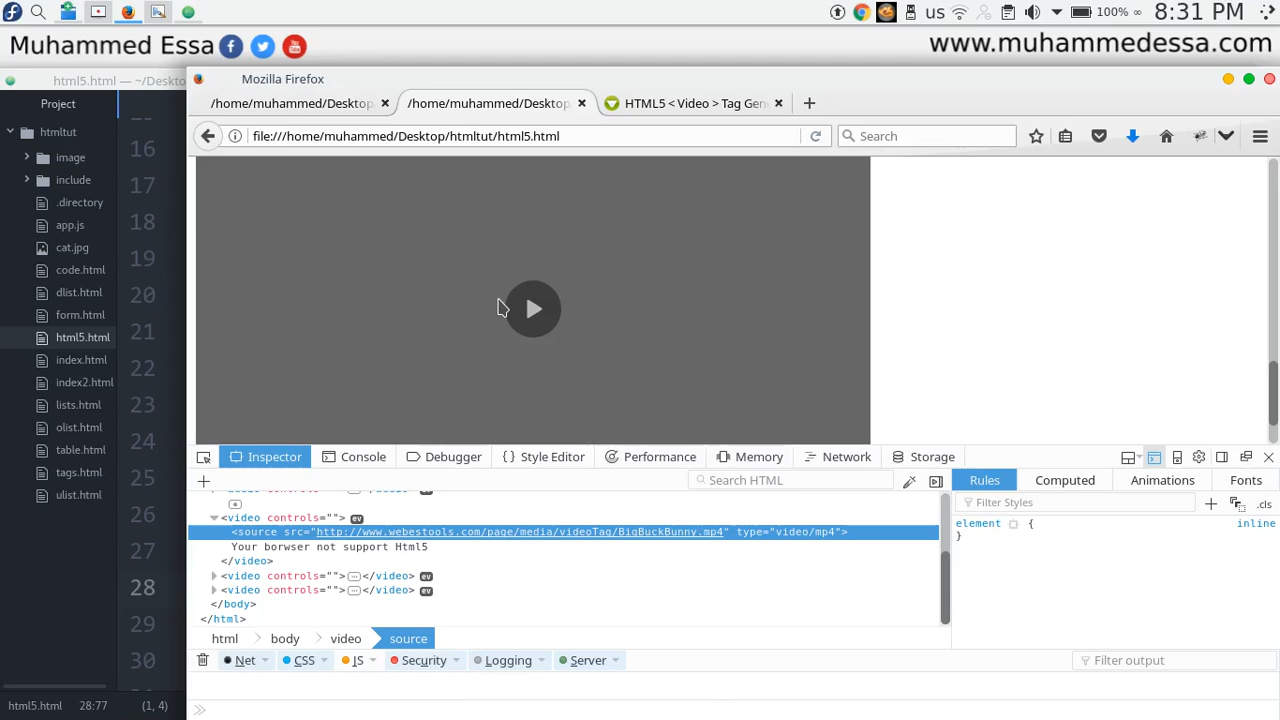 us 100% ∞ 8:31 PM
Muhammed Essa www.muhammedessa.com
html5.html — ~/Deskto Mozilla Firefox
Project
htmltut
image
include
.directory
app.js
cat.jpg
code.html
dlist.html
form.html
html5.html
index.html
index2.html
lists.html
olist.html
table.html
tags.html
ulist.html
html5.html 28:77 (1, 4)
16
17
18
19
20
21
22
23
24
25
26
27
28
29
30
/home/muhammed/Desktop, /home/muhammed/Desktop, HTML5 < Video > Tag Gen
file:///home/muhammed/Desktop/htmltut/html5.html Search
Inspector Console Debugger Style Editor Performance Memory Network Storage
Search HTML
<video controls=""> ev
<source src="http://www.webestools.com/page/media/videoTag/BigBuckBunny.mp4" type="video/mp4">
Your borwser not support Html5
</video>
<video controls=""></video> ev
<video controls=""></video> ev
</body>
</html>
html body video source
Rules Computed Animations Fonts
Filter Styles .cls
element { inline
}
Net CSS JS Security Logging Server Filter output